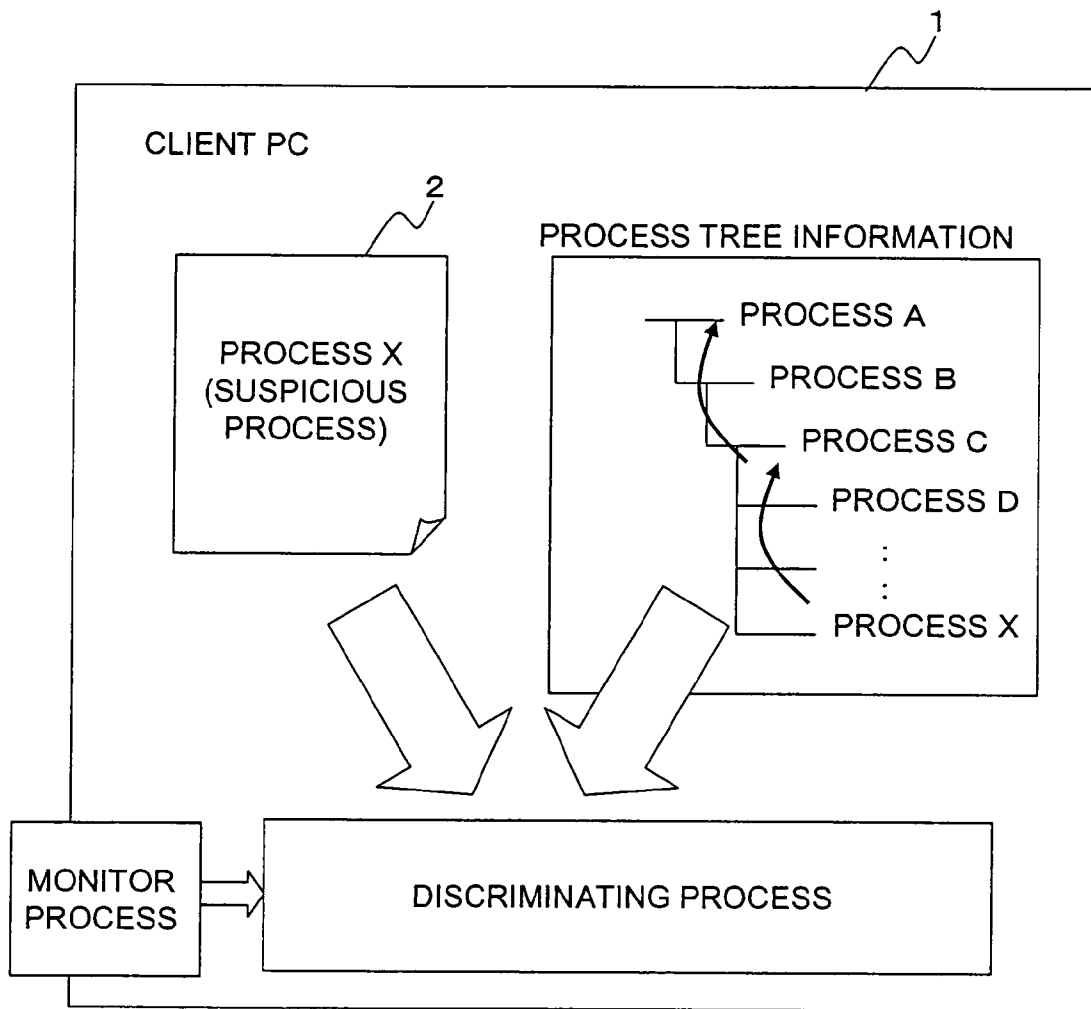 1
CLIENT PC
2
PROCESS TREE INFORMATION
PROCESS X
(SUSPICIOUS
PROCESS)
PROCESS A
PROCESS B
PROCESS C
PROCESS D
PROCESS X
MONITOR
PROCESS
DISCRIMINATING PROCESS